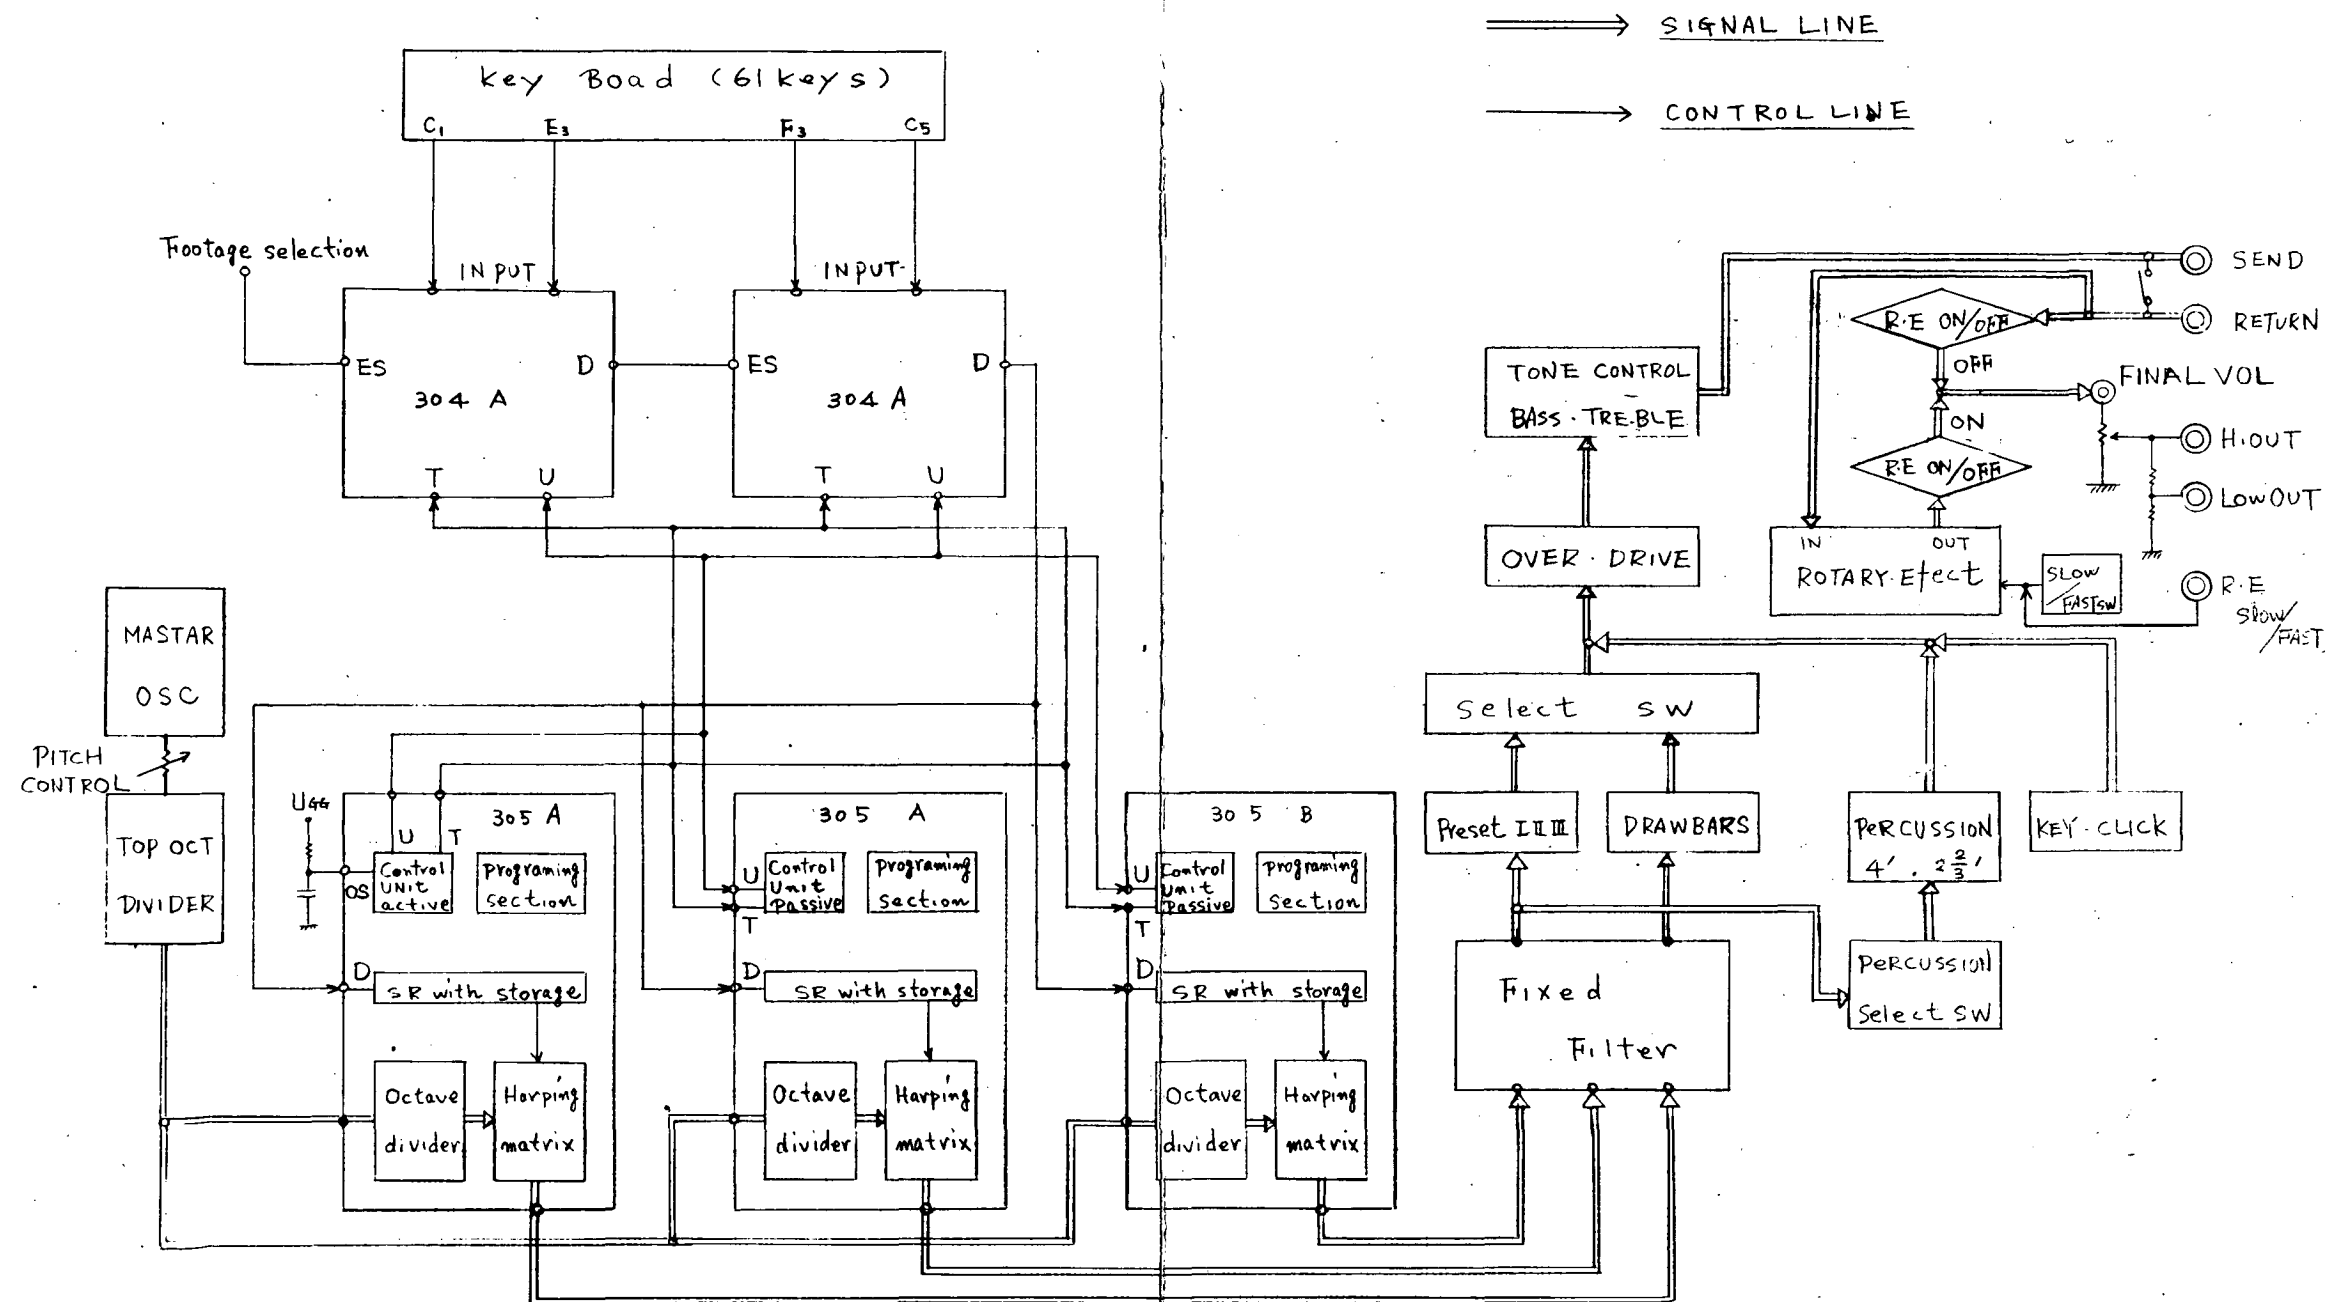 SIGNAL LINE
CONTROL LINE
Key Boad (61 keys)
C1 E3 F3 C5
Footage selection
INPUT
INPUT
ES
D
304 A
T U
ES
D
304 A
T U
SEND
RETURN
R.E ON/OFF
OFF
FINAL VOL
ON
R.E ON/OFF
H.OUT
LOW OUT
TONE CONTROL
BASS . TREBLE
OVER . DRIVE
IN OUT
ROTARY.Efect
SLOW
/FAST SW
R.E
Slow
/FAST
MASTAR
OSC
PITCH
CONTROL
TOP OCT
DIVIDER
Select SW
Preset I II III
DRAWBARS
PERCUSSION
4' . 2 2/3'
KEY . CLICK
PERCUSSION
Select SW
Fixed
Filter
UGG
305 A
U T
OS
Control
UNit
active
programing
section
D
SR with storage
Octave
divider
Harping
matrix
305 A
U
Control
Unit
Passive
T
programing
section
D
SR with storage
Octave
divider
Harping
matrix
305 B
U
Control
Unit
Passive
T
programing
section
D
SR with storage
Octave
divider
Harping
matrix